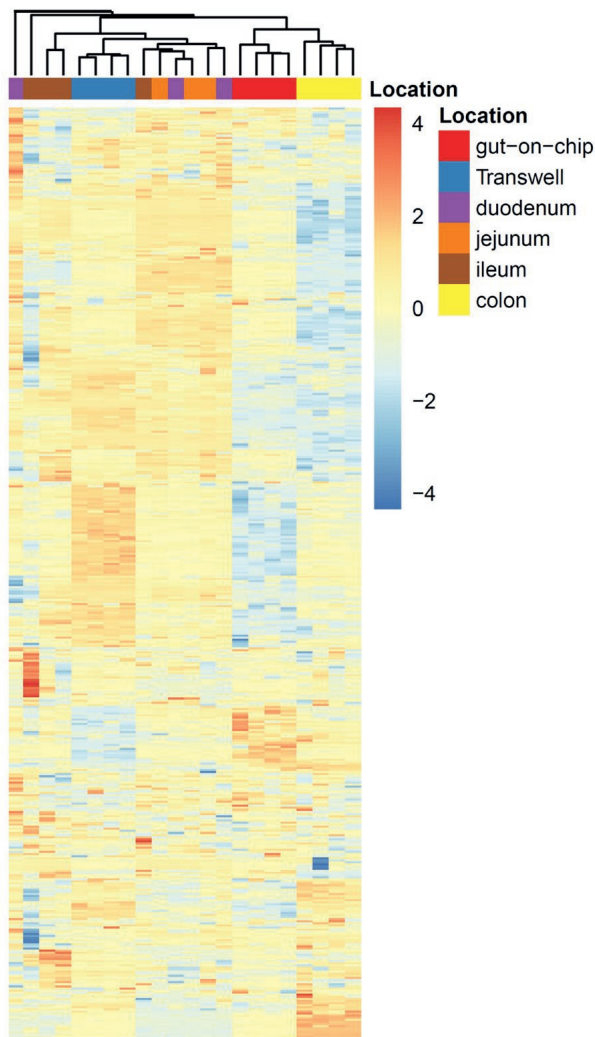 Location
4
2
0
−2
−4
Location
gut−on−chip
Transwell
duodenum
jejunum
ileum
colon